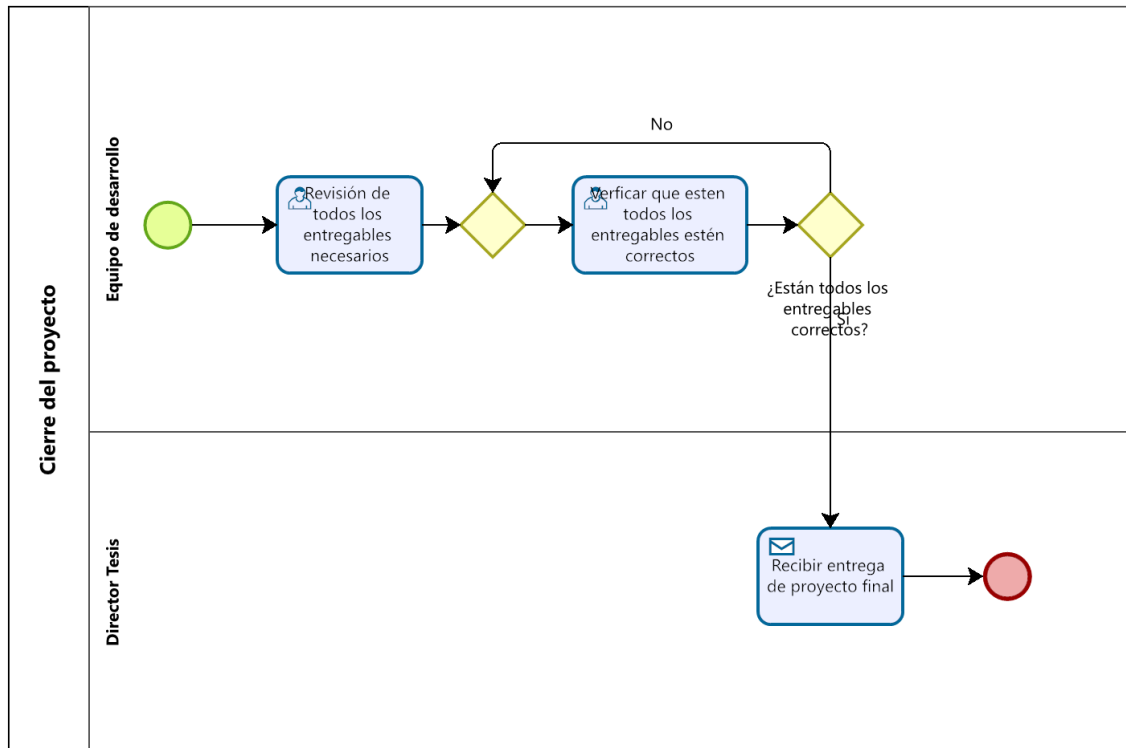 Cierre del proyecto
Equipo de desarrollo
Revisión de
todos los
entregables
necesarios
No
Verficar que esten
todos los
entregables estén
correctos
¿Están todos los
entregables
correctos?
Si
Director Tesis
Recibir entrega
de proyecto final